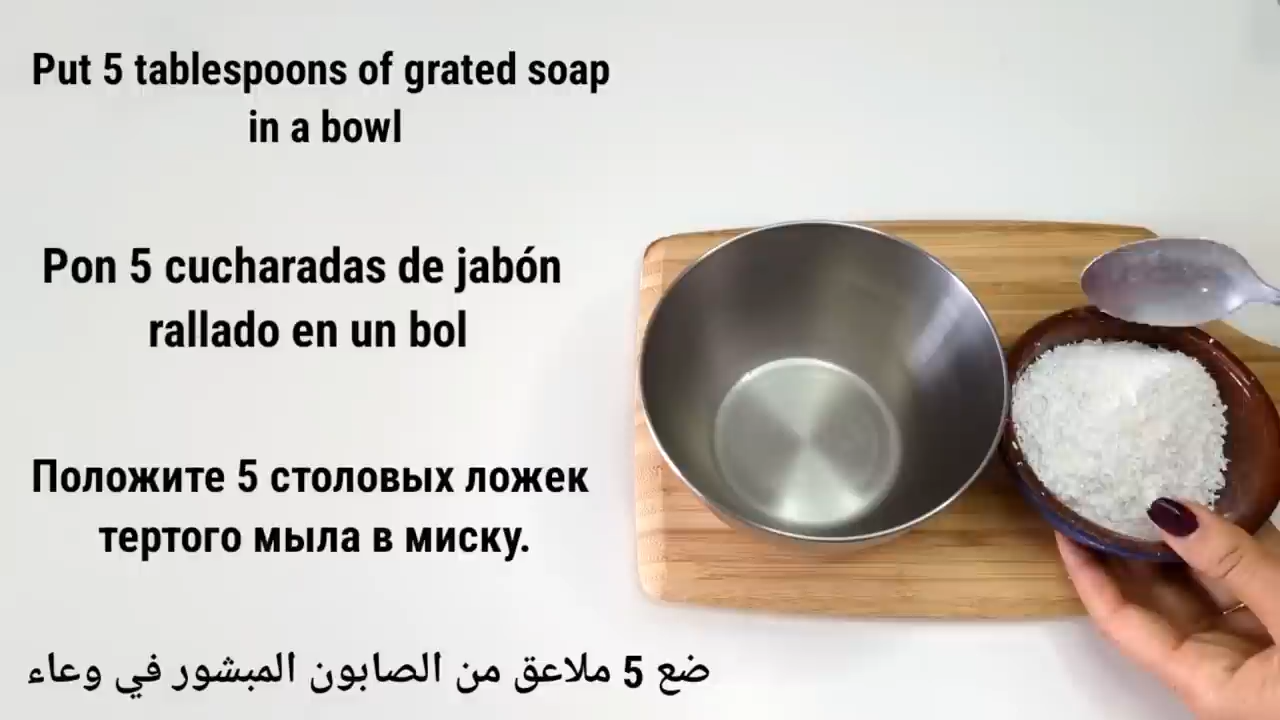 Put 5 tablespoons of grated soap
in a bowl
Pon 5 cucharadas de jabón
rallado en un bol
Положите 5 столовых ложек
тертого мыла в миску.
ضع 5 ملاعق من الصابون المبشور في وعاء